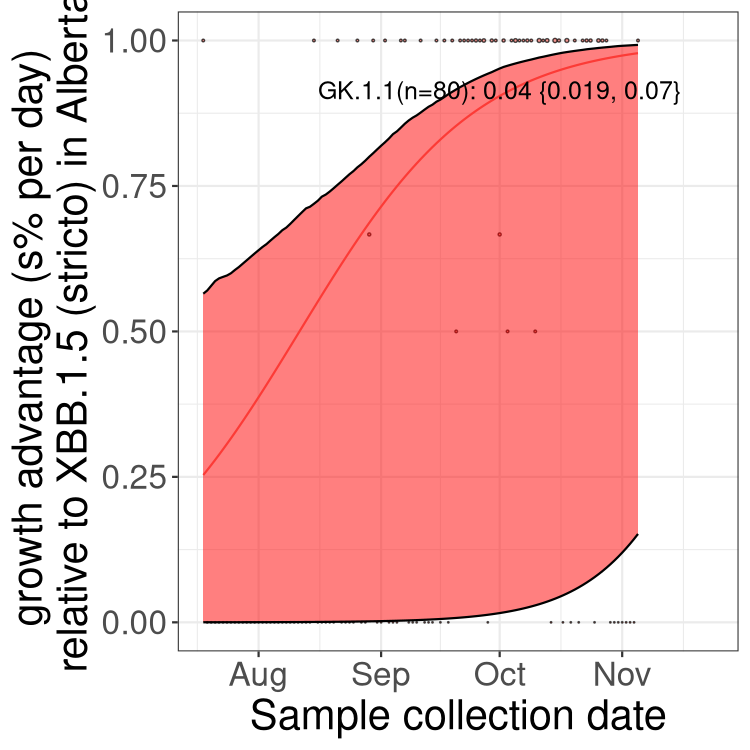 growth advantage (s% per day)
relative to XBB.1.5 (stricto) in Alberta
1.00
0.75
0.50
0.25
0.00
GK.1.1(n=80): 0.04 {0.019, 0.07}
Aug Sep Oct Nov
Sample collection date